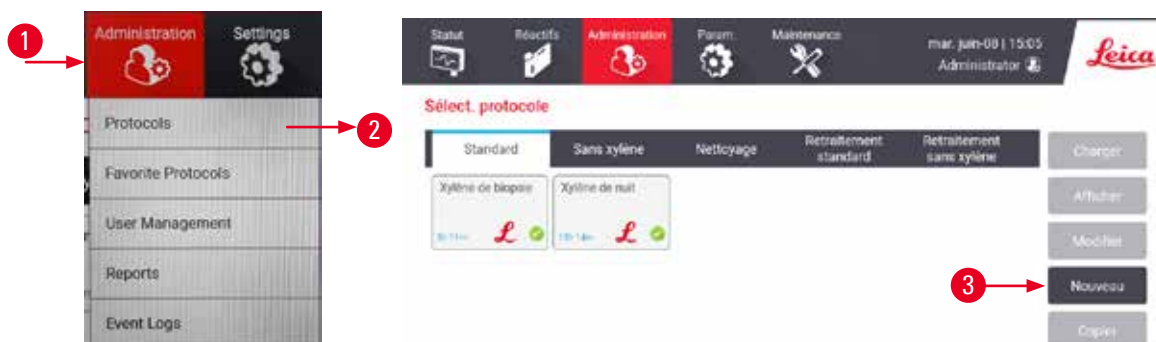 1
Administration
Settings
Protocols
2
Favorite Protocols
User Management
Reports
Event Logs
Statut
Réactifs
Administration
Param.
Maintenance
mar. juin-08 | 15:05
Administrator
Leica
Sélect. protocole
Standard
Sans xylène
Nettoyage
Retraitement
standard
Retraitement
sans xylène
Charger
Xylène de biopsie
Xylène de nuit
Afficher
Modifier
3
Nouveau
Copier